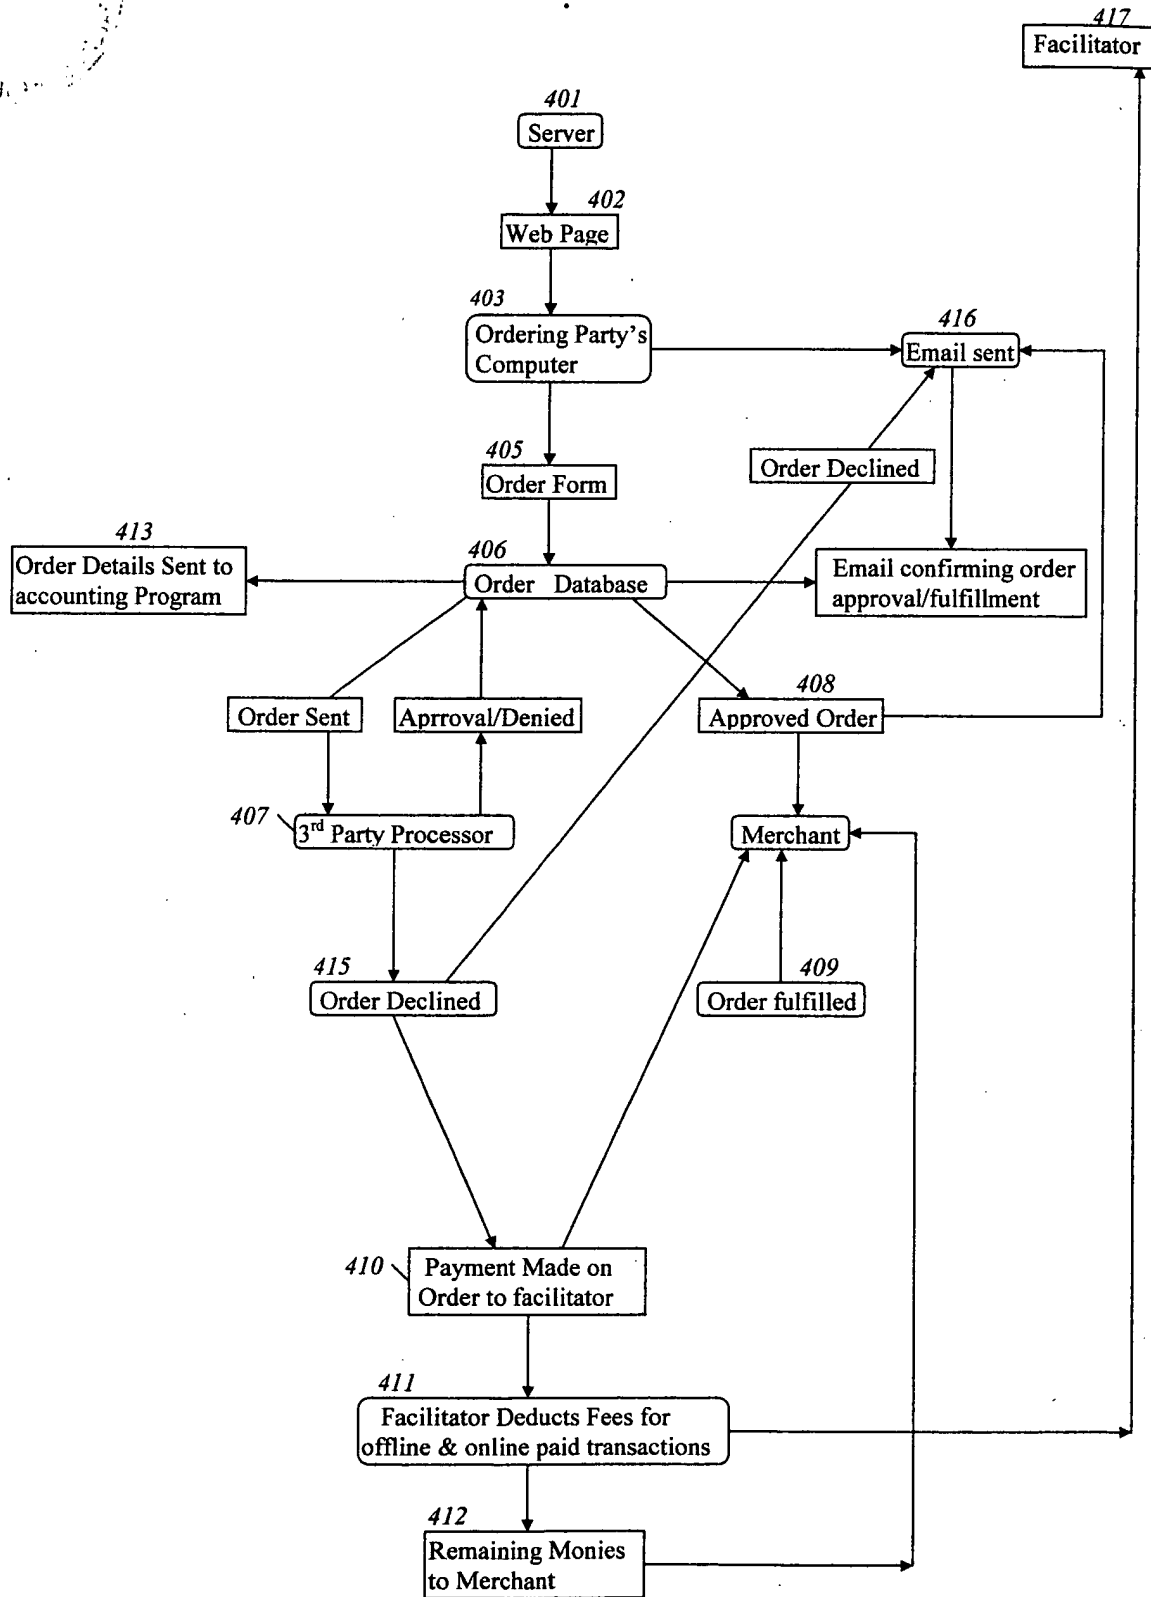 417
Facilitator
401
Server
402
Web Page
403
Ordering Party's
Computer
416
Email sent
405
Order Form
Order Declined
413
Order Details Sent to
accounting Program
406
Order Database
Email confirming order
approval/fulfillment
Order Sent
Aprroval/Denied
408
Approved Order
407
3rd Party Processor
Merchant
415
Order Declined
409
Order fulfilled
410
Payment Made on
Order to facilitator
411
Facilitator Deducts Fees for
offline & online paid transactions
412
Remaining Monies
to Merchant